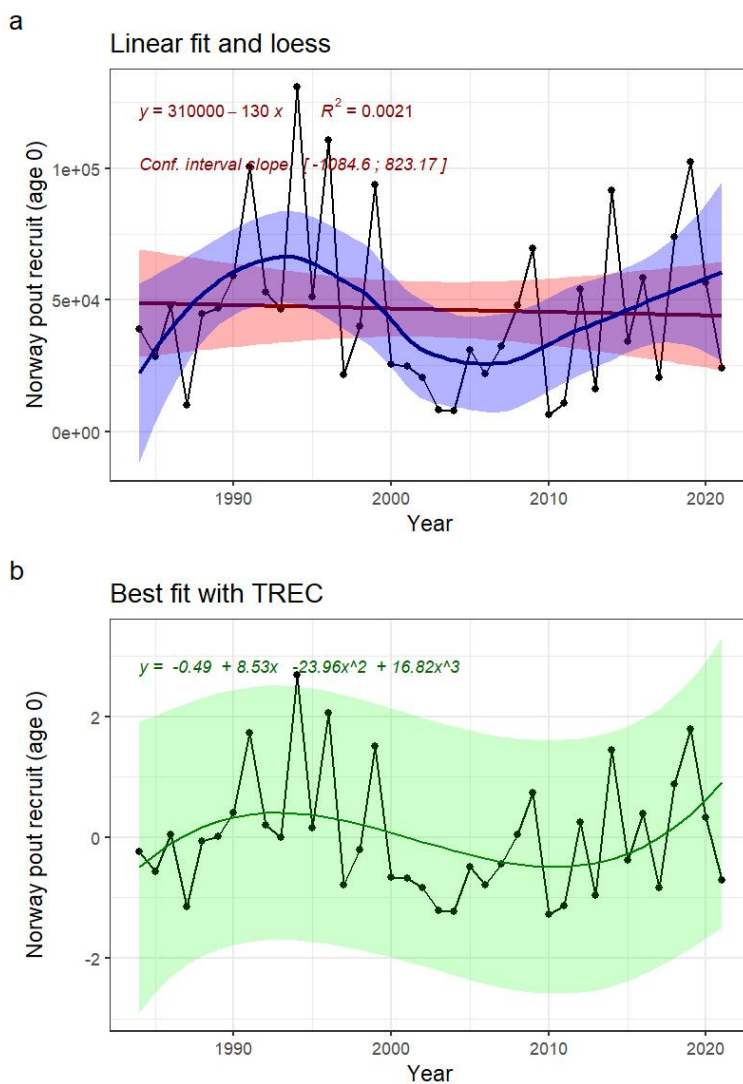 a
Linear fit and loess
y = 310000 − 130 x R² = 0.0021
Conf. interval slope: [ -1084.6 ; 823.17 ]
Norway pout recruit (age 0)
1e+05
5e+04
0e+00
1990 2000 2010 2020
Year
b
Best fit with TREC
y = -0.49 + 8.53x -23.96x^2 + 16.82x^3
Norway pout recruit (age 0)
2
0
-2
1990 2000 2010 2020
Year